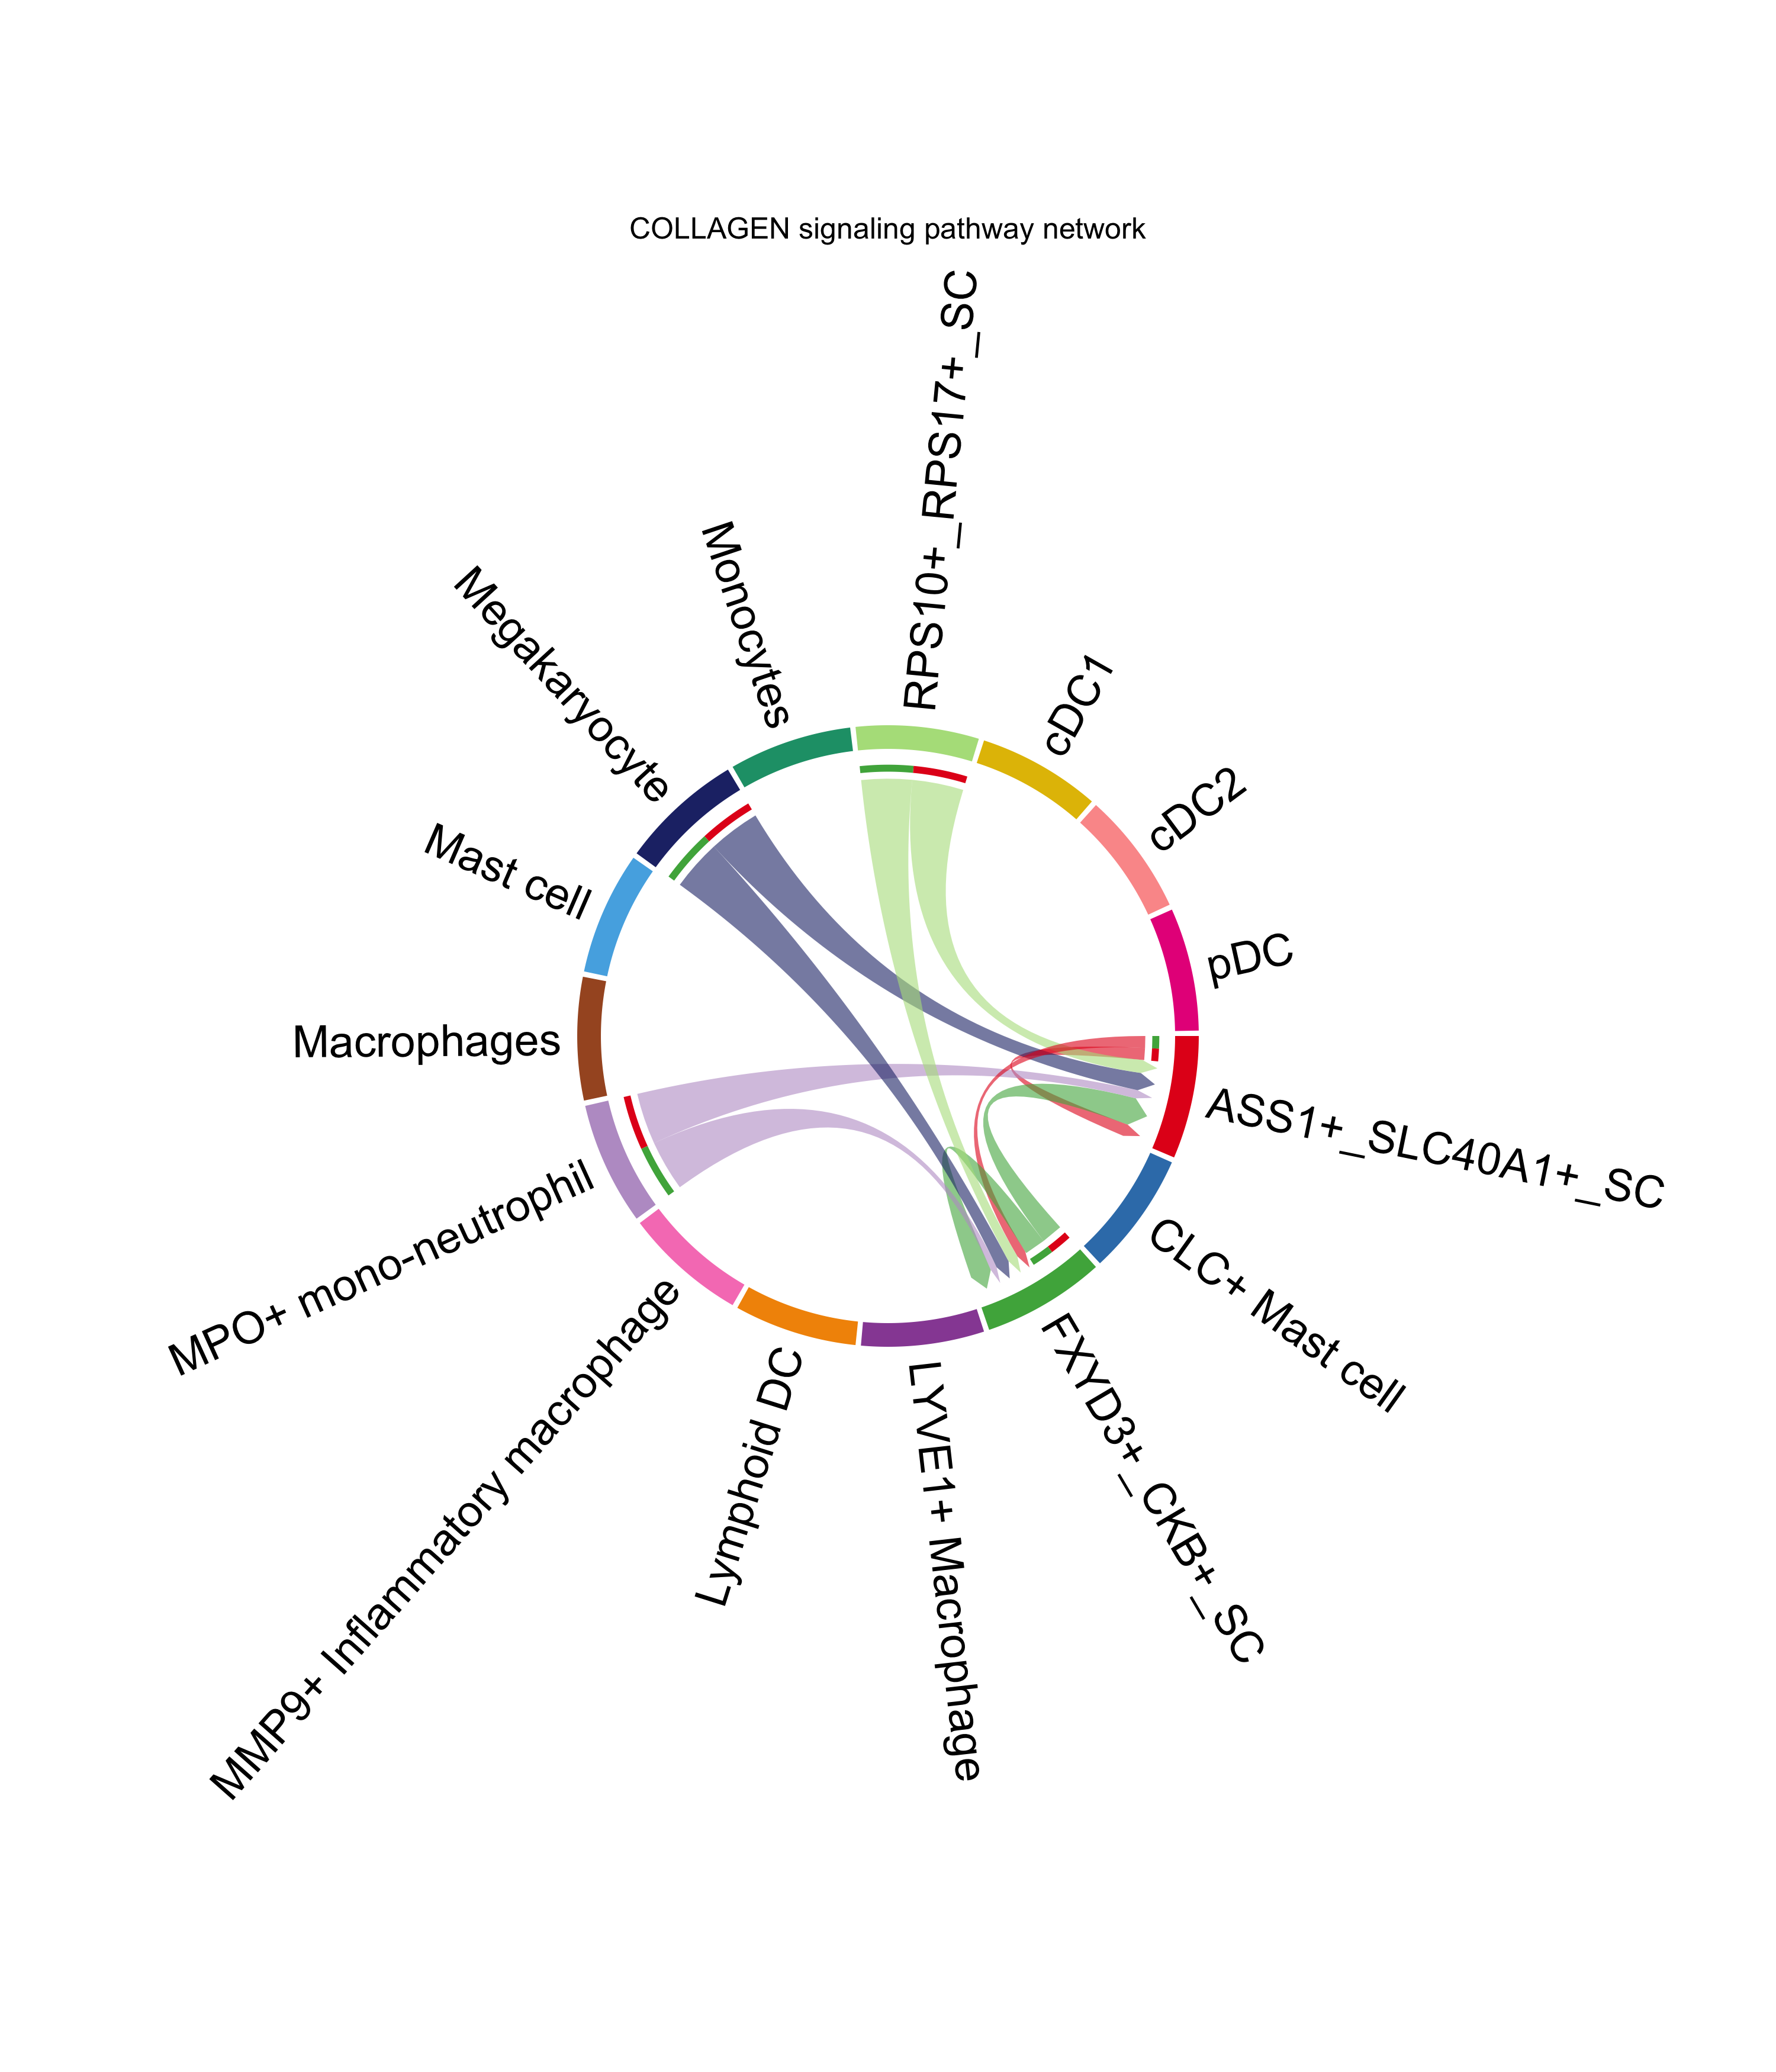 COLLAGEN signaling pathway network
RPS10+_RPS17+_SC
cDC1
cDC2
pDC
ASS1+_SLC40A1+_SC
CLC+ Mast cell
FXYD3+_CKB+_SC
LYVE1+ Macrophage
Lymphoid DC
MMP9+ Inflammatory macrophage
MPO+ mono-neutrophil
Macrophages
Mast cell
Megakaryocyte
Monocytes